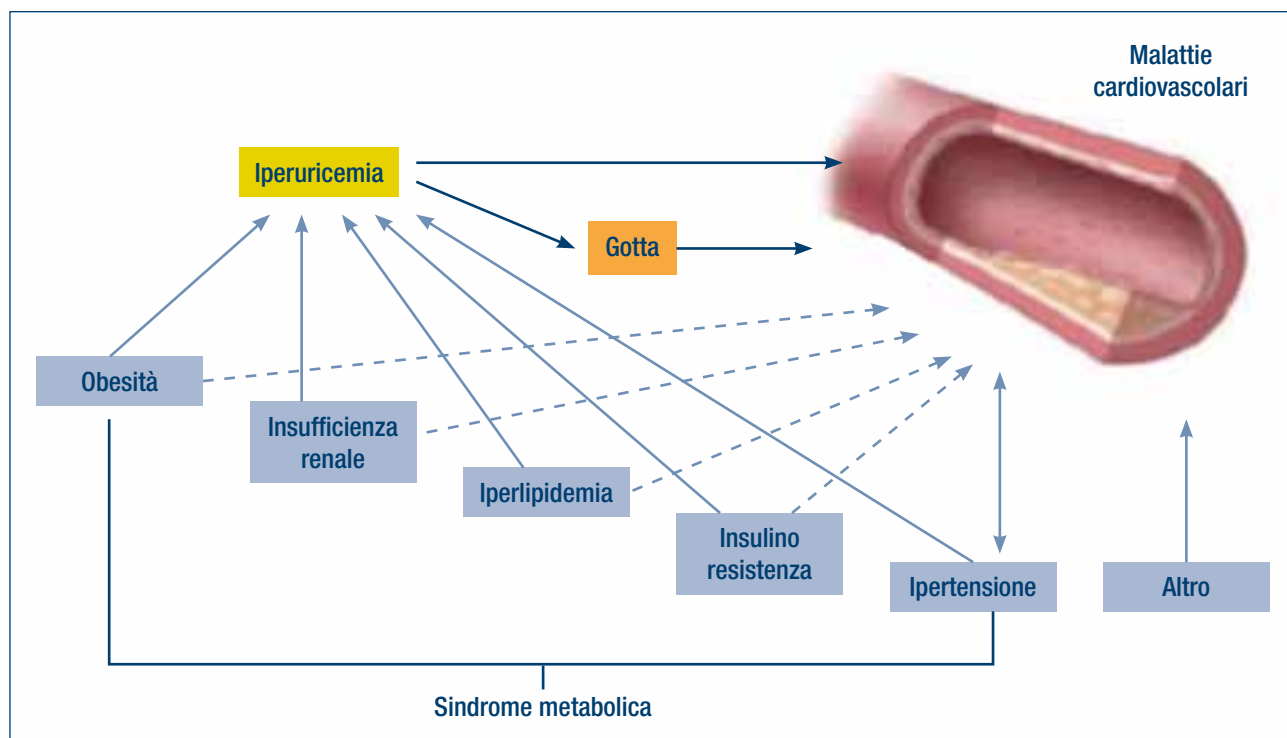 Malattie
cardiovascolari
Iperuricemia
Gotta
Obesità
Insufficienza
renale
Iperlipidemia
Insulino
resistenza
Ipertensione
Altro
Sindrome metabolica